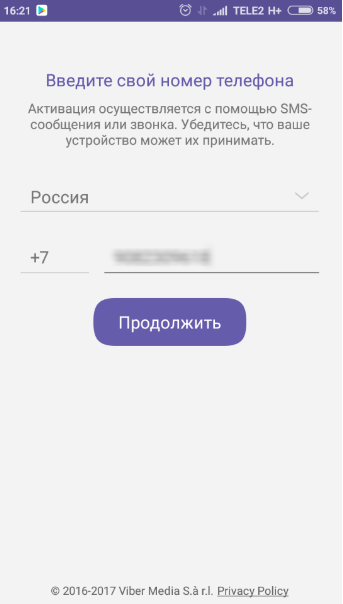 16:21 TELE2 H+ 58%
Введите свой номер телефона
Активация осуществляется с помощью SMS-
сообщения или звонка. Убедитесь, что ваше
устройство может их принимать.
Россия
+7
Продолжить
© 2016-2017 Viber Media S.à r.l. Privacy Policy